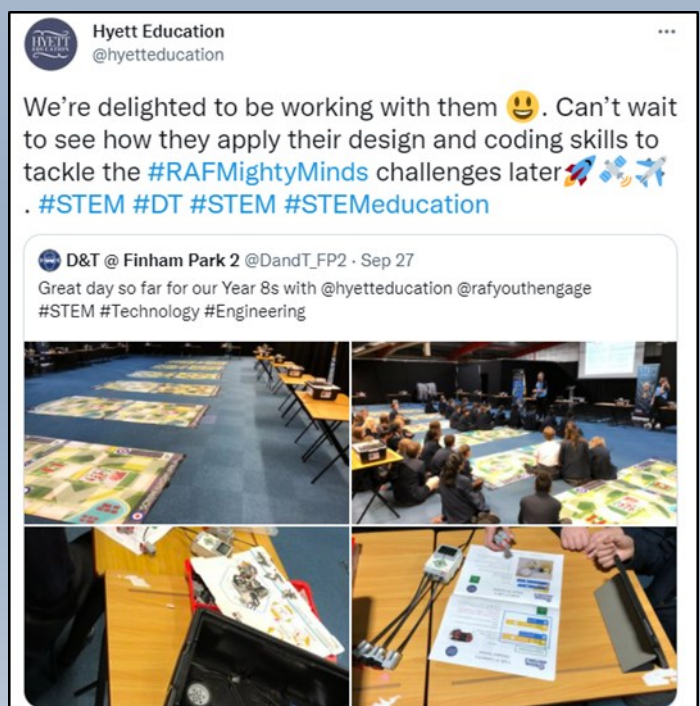 HYETT
EDUCATION
Hyett Education
@hyetteducation
We’re delighted to be working with them 😃. Can’t wait
to see how they apply their design and coding skills to
tackle the #RAFMightyMinds challenges later🚀🛰️✈️
. #STEM #DT #STEM #STEMeducation
D&T @ Finham Park 2 @DandT_FP2 · Sep 27
Great day so far for our Year 8s with @hyetteducation @rafyouthengage
#STEM #Technology #Engineering